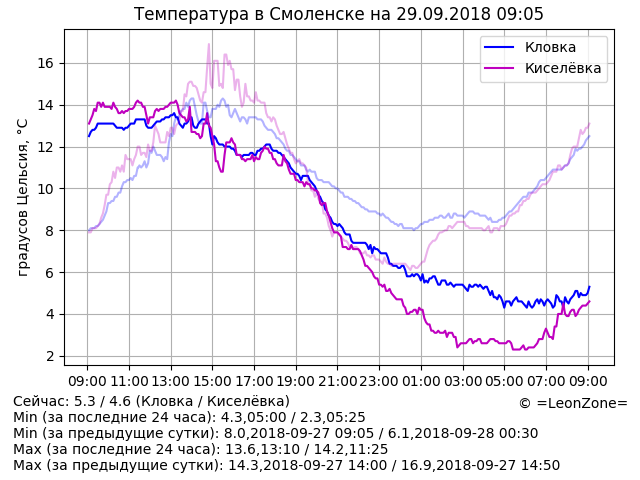 Температура в Смоленске на 29.09.2018 09:05
Кловка
Киселёвка
градусов Цельсия, °C
16
14
12
10
8
6
4
2
09:00 11:00 13:00 15:00 17:00 19:00 21:00 23:00 01:00 03:00 05:00 07:00 09:00
Сейчас: 5.3 / 4.6 (Кловка / Киселёвка)
© =LeonZone=
Min (за последние 24 часа): 4.3,05:00 / 2.3,05:25
Min (за предыдущие сутки): 8.0,2018-09-27 09:05 / 6.1,2018-09-28 00:30
Max (за последние 24 часа): 13.6,13:10 / 14.2,11:25
Max (за предыдущие сутки): 14.3,2018-09-27 14:00 / 16.9,2018-09-27 14:50